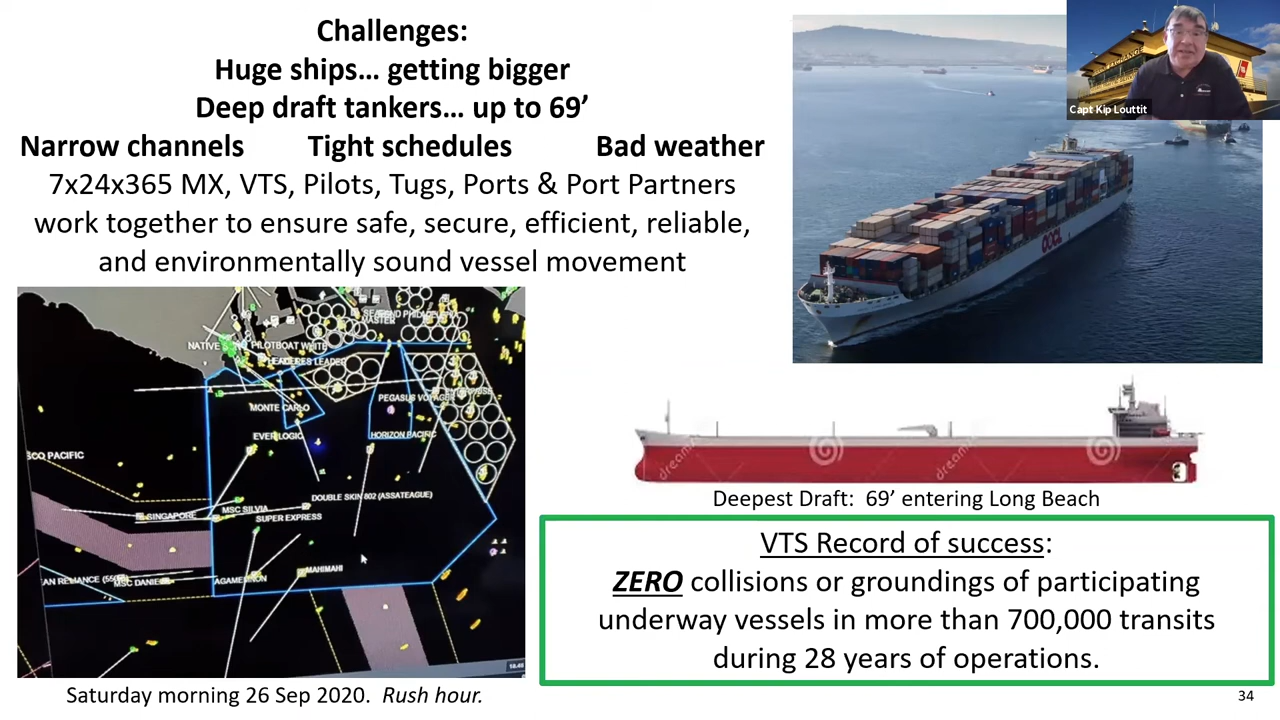 Challenges:
Huge ships… getting bigger
Deep draft tankers… up to 69’
Narrow channels Tight schedules Bad weather
7x24x365 MX, VTS, Pilots, Tugs, Ports & Port Partners
work together to ensure safe, secure, efficient, reliable,
and environmentally sound vessel movement
Capt Kip Louttit
OOCL
PILOTBOAT WHITE
MONTE CARLO
PEGASUS VOYAGER
EVER LOGIC
HORIZON PACIFIC
SCO PACIFIC
DOUBLE SKIN 802 (ASSATEAGUE)
SINGAPORE
MSC SILVIA
SUPER EXPRESS
MAHIMAHI
AGAMEMNON
MSC DANIE
Saturday morning 26 Sep 2020. Rush hour.
Deepest Draft: 69’ entering Long Beach
VTS Record of success:
ZERO collisions or groundings of participating
underway vessels in more than 700,000 transits
during 28 years of operations.
34